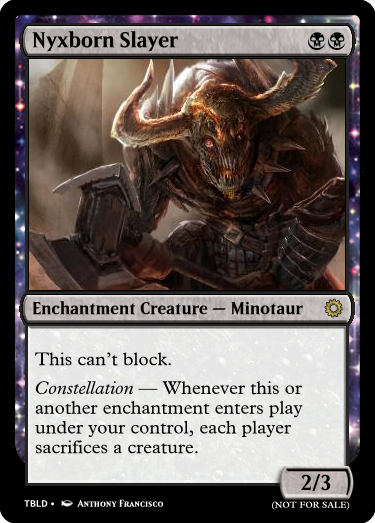 Nyxborn Slayer
Enchantment Creature — Minotaur
This can't block.
Constellation — Whenever this or
another enchantment enters play
under your control, each player
sacrifices a creature.
2/3
TBLD • Anthony Francisco
(NOT FOR SALE)